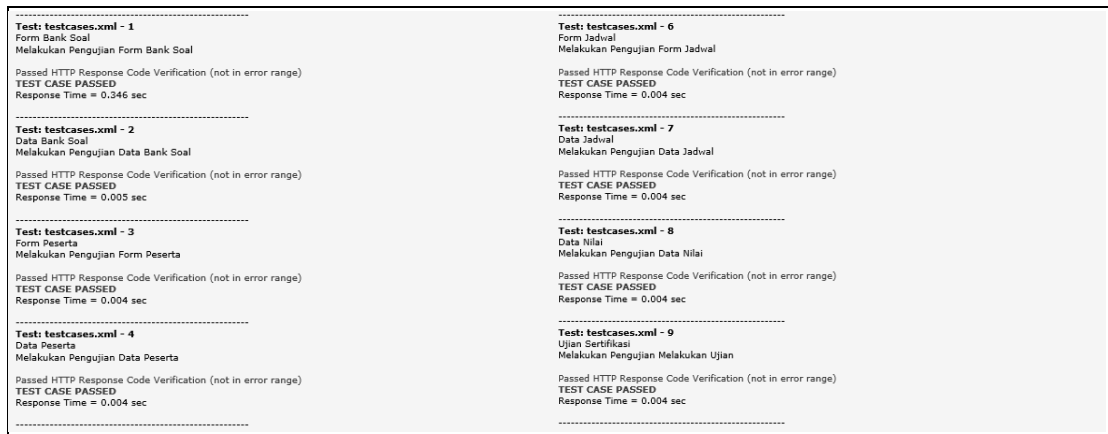 --------------------------------------------------------
Test: testcases.xml - 1
Form Bank Soal
Melakukan Pengujian Form Bank Soal
Passed HTTP Response Code Verification (not in error range)
TEST CASE PASSED
Response Time = 0.346 sec
--------------------------------------------------------
Test: testcases.xml - 2
Data Bank Soal
Melakukan Pengujian Data Bank Soal
Passed HTTP Response Code Verification (not in error range)
TEST CASE PASSED
Response Time = 0.005 sec
--------------------------------------------------------
Test: testcases.xml - 3
Form Peserta
Melakukan Pengujian Form Peserta
Passed HTTP Response Code Verification (not in error range)
TEST CASE PASSED
Response Time = 0.004 sec
--------------------------------------------------------
Test: testcases.xml - 4
Data Peserta
Melakukan Pengujian Data Peserta
Passed HTTP Response Code Verification (not in error range)
TEST CASE PASSED
Response Time = 0.004 sec
--------------------------------------------------------
--------------------------------------------------------
Test: testcases.xml - 6
Form Jadwal
Melakukan Pengujian Form Jadwal
Passed HTTP Response Code Verification (not in error range)
TEST CASE PASSED
Response Time = 0.004 sec
--------------------------------------------------------
Test: testcases.xml - 7
Data Jadwal
Melakukan Pengujian Data Jadwal
Passed HTTP Response Code Verification (not in error range)
TEST CASE PASSED
Response Time = 0.004 sec
--------------------------------------------------------
Test: testcases.xml - 8
Data Nilai
Melakukan Pengujian Data Nilai
Passed HTTP Response Code Verification (not in error range)
TEST CASE PASSED
Response Time = 0.004 sec
--------------------------------------------------------
Test: testcases.xml - 9
Ujian Sertifikasi
Melakukan Pengujian Melakukan Ujian
Passed HTTP Response Code Verification (not in error range)
TEST CASE PASSED
Response Time = 0.004 sec
--------------------------------------------------------